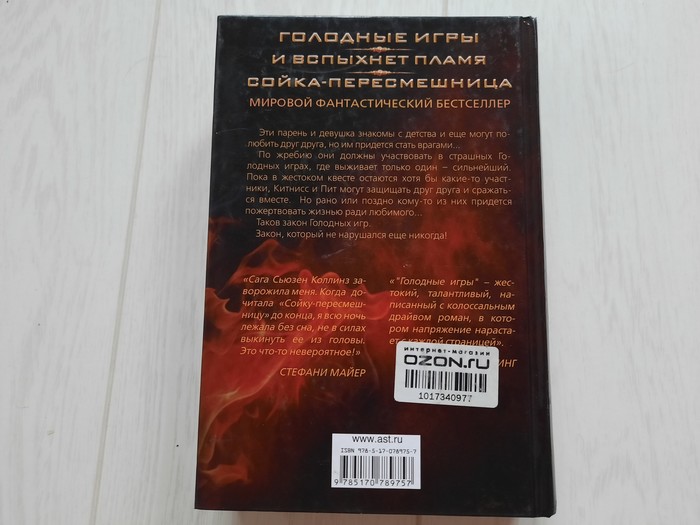 ГОЛОДНЫЕ ИГРЫ
И ВСПЫХНЕТ ПЛАМЯ
СОЙКА-ПЕРЕСМЕШНИЦА
МИРОВОЙ ФАНТАСТИЧЕСКИЙ БЕСТСЕЛЛЕР
Эти парень и девушка знакомы с детства и еще могут по-
любить друг друга, но им придется стать врагами...
По жребию они должны участвовать в страшных Го-
лодных играх, где выживает только один – сильнейший.
Пока в жестоком квесте остаются хотя бы какие-то участ-
ники, Китнисс и Пит могут защищать друг друга и сражать-
ся вместе. Но рано или поздно кому-то из них придется
пожертвовать жизнью ради любимого...
Таков закон Голодных игр.
Закон, который не нарушался еще никогда!
«Сага Сьюзен Коллинз за-
ворожила меня. Когда до-
читала «Сойку-пересмеш-
ницу» до конца, я всю ночь
лежала без сна, не в силах
выкинуть ее из головы.
Это что-то невероятное!»
СТЕФАНИ МАЙЕР
«"Голодные игры" – жес-
токий, талантливый, на-
писанный с колоссальным
драйвом роман, в кото-
ром напряжение нараста-
ет с каждой страницей».
ИНГ
интернет-магазин
OZON.ru
1017340977
www.ast.ru
ISBN 978-5-17-078975-7
9 785170 789757